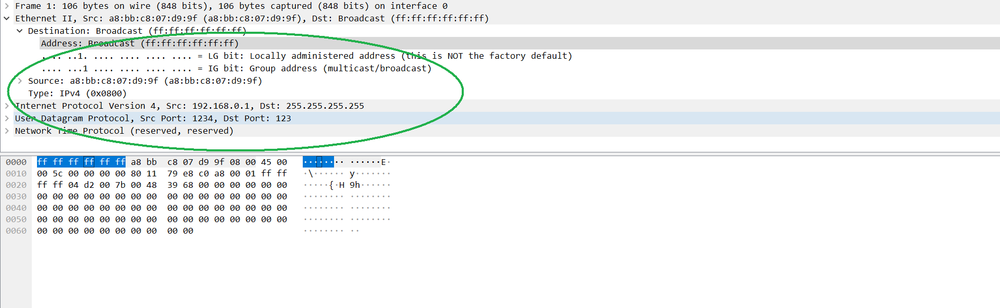 Frame 1: 106 bytes on wire (848 bits), 106 bytes captured (848 bits) on interface 0
Ethernet II, Src: a8:bb:c8:07:d9:9f (a8:bb:c8:07:d9:9f), Dst: Broadcast (ff:ff:ff:ff:ff:ff)
Destination: Broadcast (ff:ff:ff:ff:ff:ff)
Address: Broadcast (ff:ff:ff:ff:ff:ff)
.... ..1. .... .... .... .... = LG bit: Locally administered address (this is NOT the factory default)
.... ...1 .... .... .... .... = IG bit: Group address (multicast/broadcast)
Source: a8:bb:c8:07:d9:9f (a8:bb:c8:07:d9:9f)
Type: IPv4 (0x0800)
Internet Protocol Version 4, Src: 192.168.0.1, Dst: 255.255.255.255
User Datagram Protocol, Src Port: 1234, Dst Port: 123
Network Time Protocol (reserved, reserved)
0000 ff ff ff ff ff ff a8 bb c8 07 d9 9f 08 00 45 00 ········ ······E·
0010 00 5c 00 00 00 00 80 11 79 e8 c0 a8 00 01 ff ff ·\······ y·······
0020 ff ff 04 d2 00 7b 00 48 39 68 00 00 00 00 00 00 ·····{·H 9h······
0030 00 00 00 00 00 00 00 00 00 00 00 00 00 00 00 00 ········ ········
0040 00 00 00 00 00 00 00 00 00 00 00 00 00 00 00 00 ········ ········
0050 00 00 00 00 00 00 00 00 00 00 00 00 00 00 00 00 ········ ········
0060 00 00 00 00 00 00 00 00 00 00 ········ ··